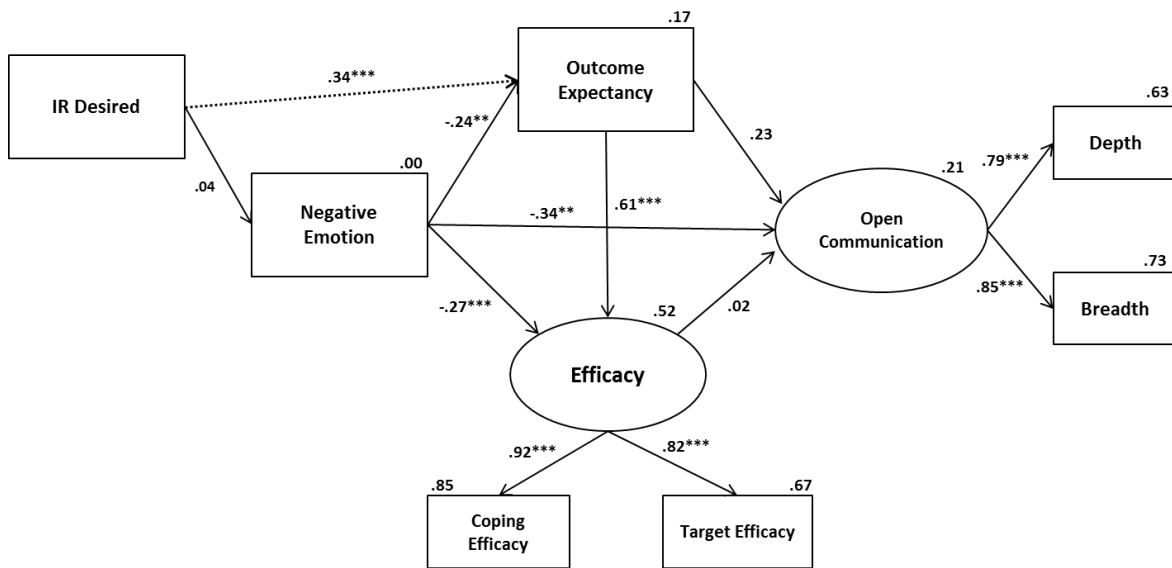 .17
IR Desired
.34***
Outcome
Expectancy
.63
-.24**
.23
Depth
.04
.00
.79***
.21
Negative
Emotion
-.34**
.61***
Open
Communication
.73
.85***
Breadth
-.27***
.52
.02
Efficacy
.92***
.82***
.85
.67
Coping
Efficacy
Target Efficacy